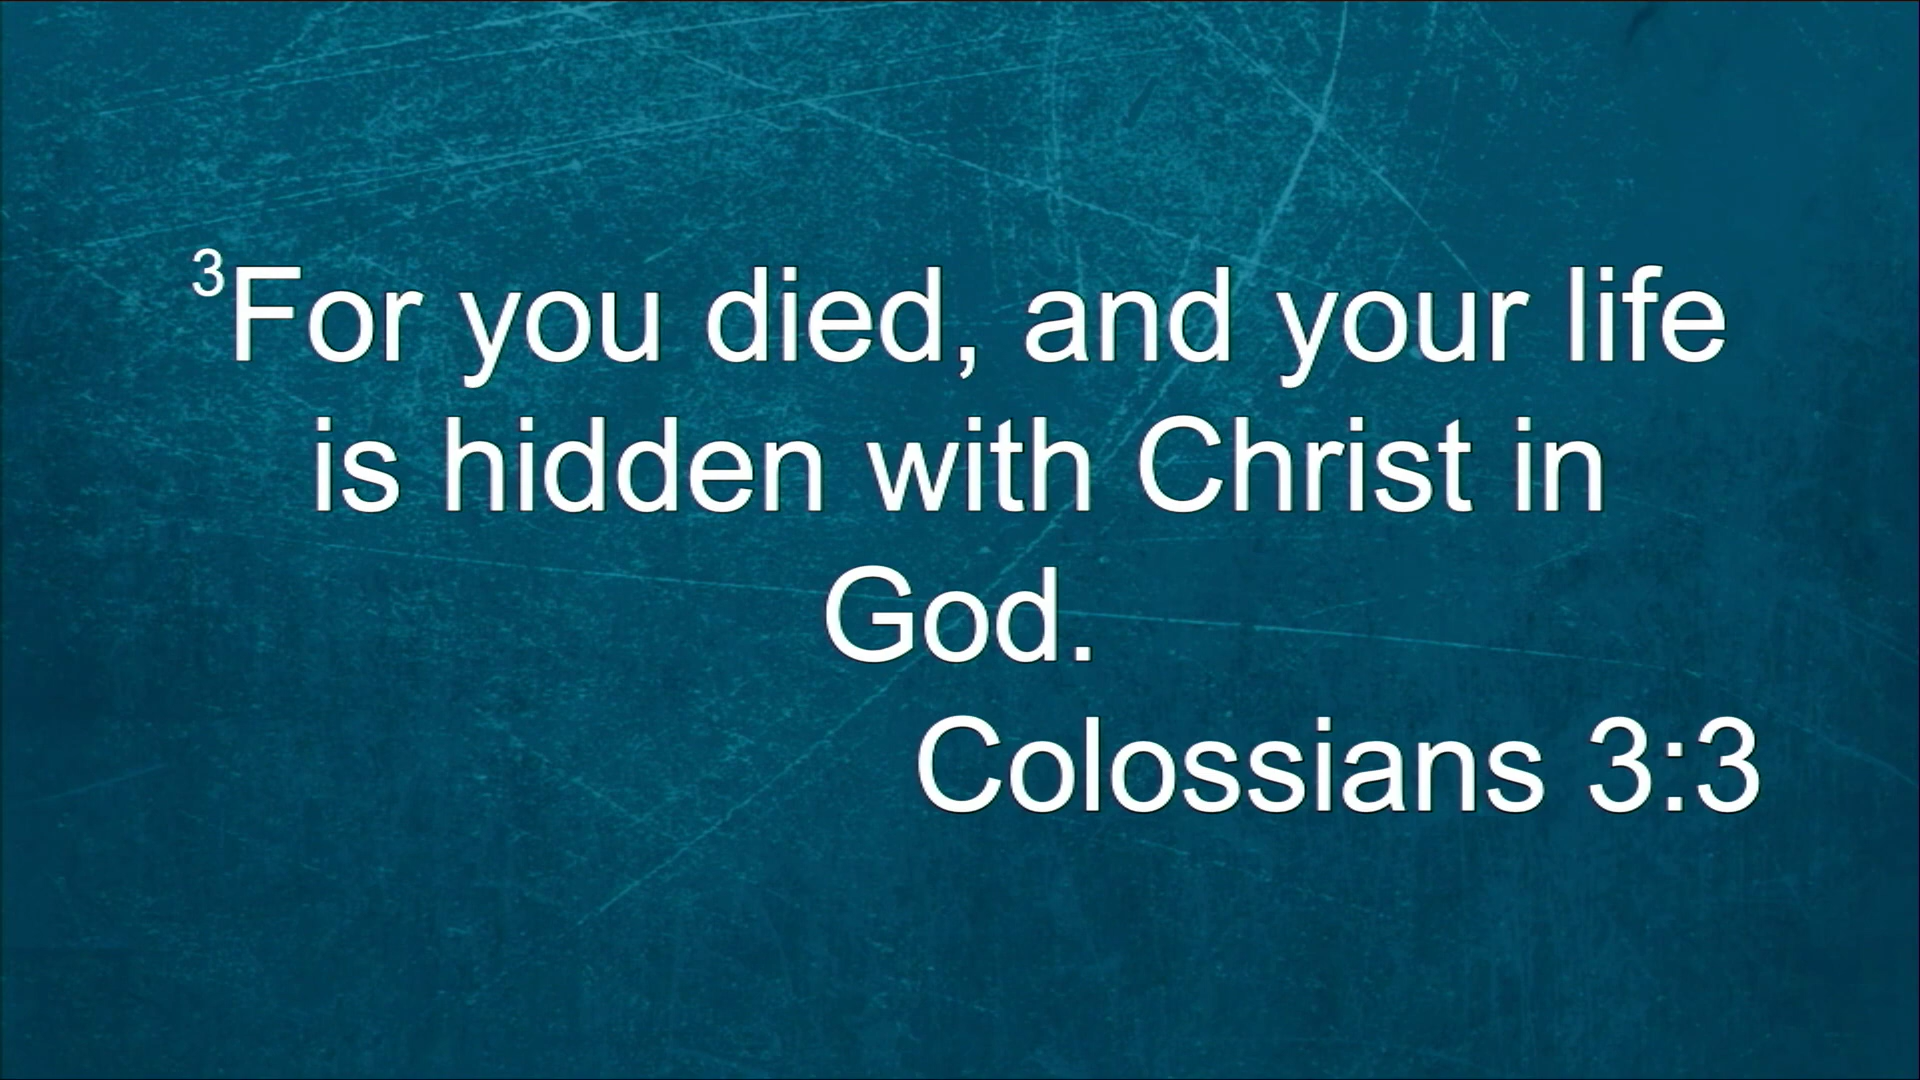 ³For you died, and your life
is hidden with Christ in
God.
Colossians 3:3